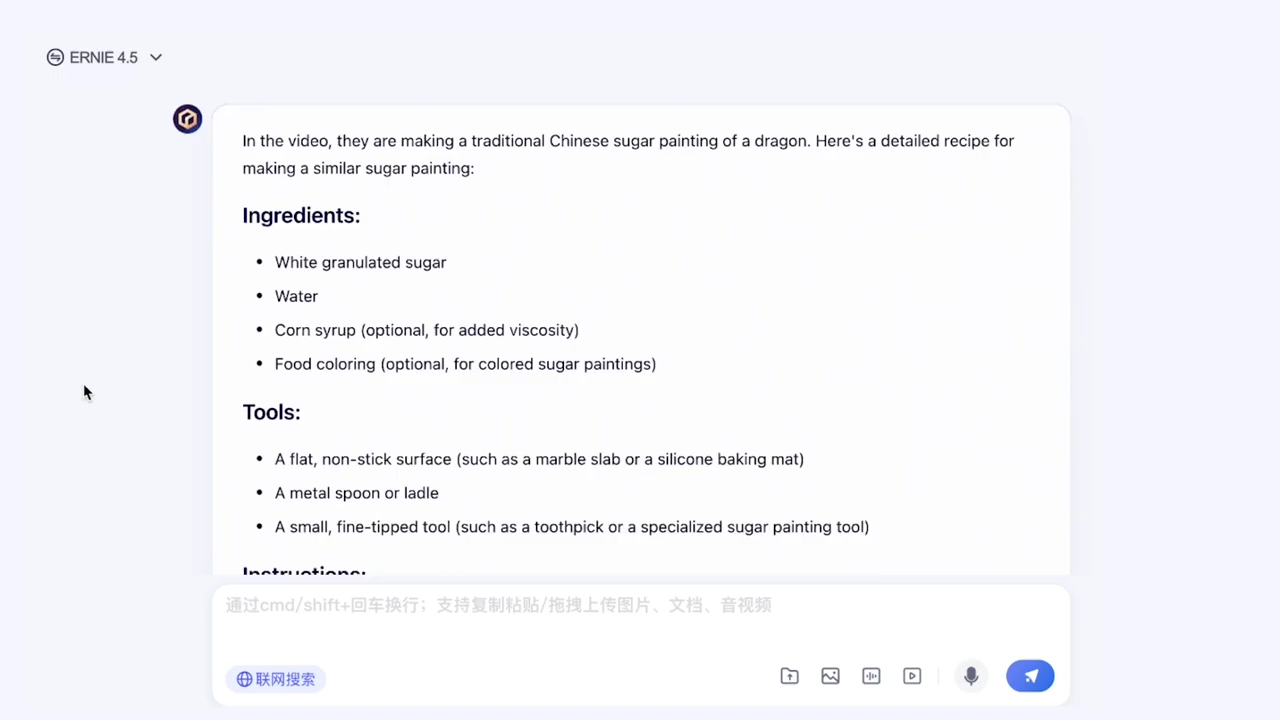 ERNIE 4.5
In the video, they are making a traditional Chinese sugar painting of a dragon. Here's a detailed recipe for
making a similar sugar painting:
Ingredients:
• White granulated sugar
• Water
• Corn syrup (optional, for added viscosity)
• Food coloring (optional, for colored sugar paintings)
Tools:
• A flat, non-stick surface (such as a marble slab or a silicone baking mat)
• A metal spoon or ladle
• A small, fine-tipped tool (such as a toothpick or a specialized sugar painting tool)
Instructions:
通过cmd/shift+回车换行；支持复制粘贴/拖拽上传图片、文档、音视频
联网搜索